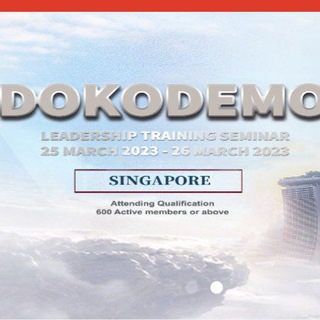 DOKODEMO
LEADERSHIP TRAINING SEMINAR
25 MARCH 2023 - 26 MARCH 2023
SINGAPORE
Attending Qualification
600 Active members or above